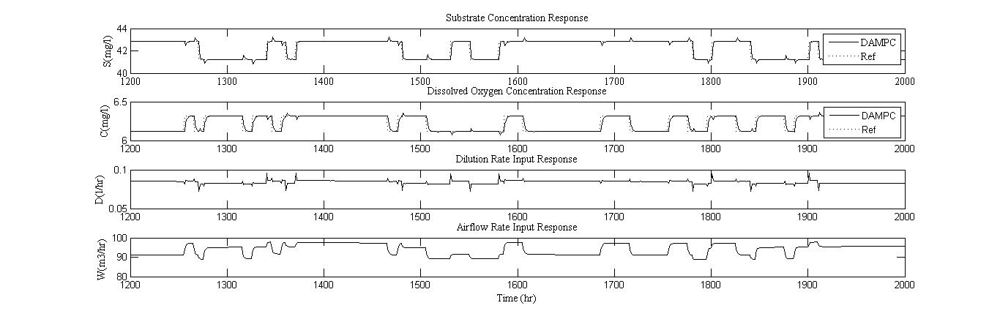 Substrate Concentration Response
44
42
40
S(mg/l)
DAMPC
Ref
1200 1300 1400 1500 1600 1700 1800 1900 2000
Dissolved Oxygen Concentration Response
6.5
6
C(mg/l)
DAMPC
Ref
1200 1300 1400 1500 1600 1700 1800 1900 2000
Dilution Rate Input Response
0.1
0.05
D(1/hr)
1200 1300 1400 1500 1600 1700 1800 1900 2000
Airflow Rate Input Response
100
90
80
W(m3/hr)
1200 1300 1400 1500 1600 1700 1800 1900 2000
Time (hr)